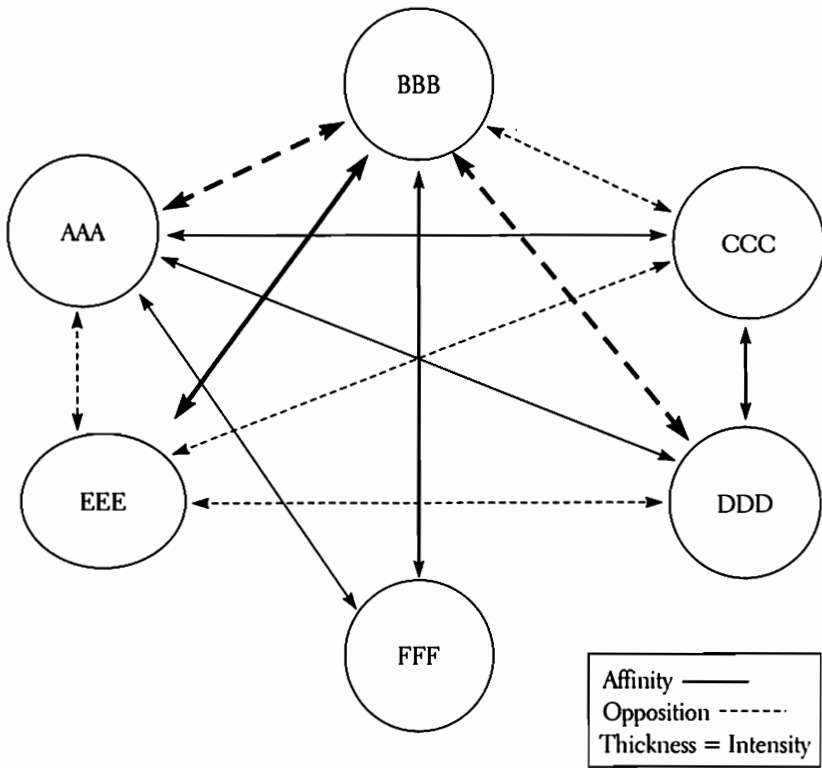 BBB
AAA
CCC
EEE
DDD
FFF
Affinity
Opposition
Thickness = Intensity